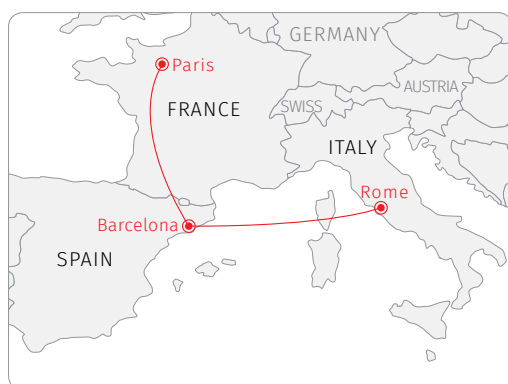 GERMANY
Paris
AUSTRIA
FRANCE
SWISS
ITALY
Rome
Barcelona
SPAIN